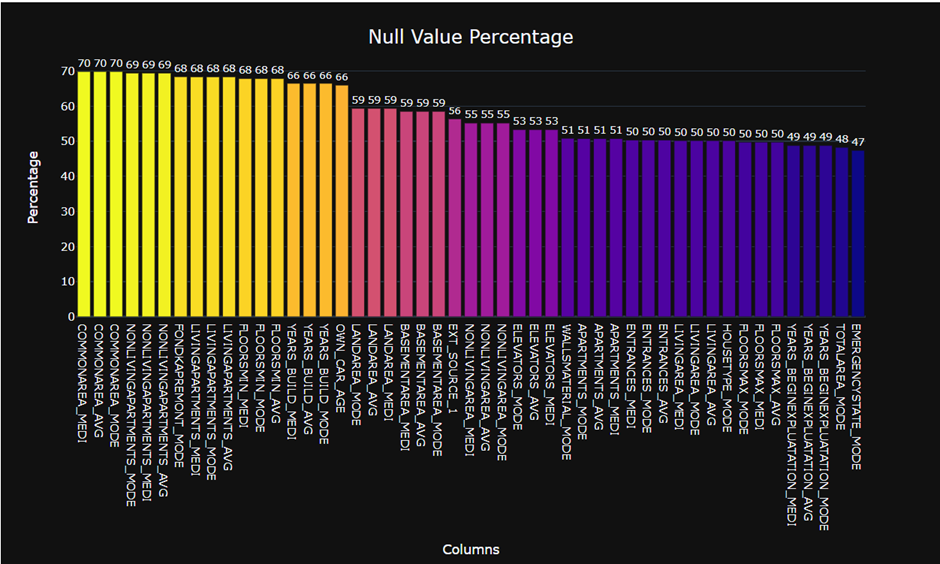 Null Value Percentage
Percentage
70
60
50
40
30
20
10
0
70 70 70 69 69 69 68 68 68 68 68 68 68 66 66 66 66 59 59 59 59 59 59 56 55 55 55 53 53 53 51 51 51 51 50 50 50 50 50 50 50 50 50 50 49 49 49 48 47
COMMONAREA_MEDI
COMMONAREA_AVG
COMMONAREA_MODE
NONLIVINGAPARTMENTS_MODE
NONLIVINGAPARTMENTS_MEDI
NONLIVINGAPARTMENTS_AVG
FONDKAPREMONT_MODE
LIVINGAPARTMENTS_MEDI
LIVINGAPARTMENTS_MODE
LIVINGAPARTMENTS_AVG
FLOORSMIN_MEDI
FLOORSMIN_MODE
FLOORSMIN_AVG
YEARS_BUILD_MEDI
YEARS_BUILD_AVG
YEARS_BUILD_MODE
OWN_CAR_AGE
LANDAREA_MODE
LANDAREA_AVG
LANDAREA_MEDI
BASEMENTAREA_MEDI
BASEMENTAREA_AVG
BASEMENTAREA_MODE
EXT_SOURCE_1
NONLIVINGAREA_MEDI
NONLIVINGAREA_AVG
NONLIVINGAREA_MODE
ELEVATORS_MODE
ELEVATORS_AVG
ELEVATORS_MEDI
WALLSMATERIAL_MODE
APARTMENTS_MODE
APARTMENTS_AVG
APARTMENTS_MEDI
ENTRANCES_MEDI
ENTRANCES_MODE
ENTRANCES_AVG
LIVINGAREA_MEDI
LIVINGAREA_MODE
LIVINGAREA_AVG
HOUSETYPE_MODE
FLOORSMAX_MODE
FLOORSMAX_MEDI
FLOORSMAX_AVG
YEARS_BEGINEXPLUATATION_MEDI
YEARS_BEGINEXPLUATATION_AVG
YEARS_BEGINEXPLUATATION_MODE
TOTALAREA_MODE
EMERGENCYSTATE_MODE
Columns